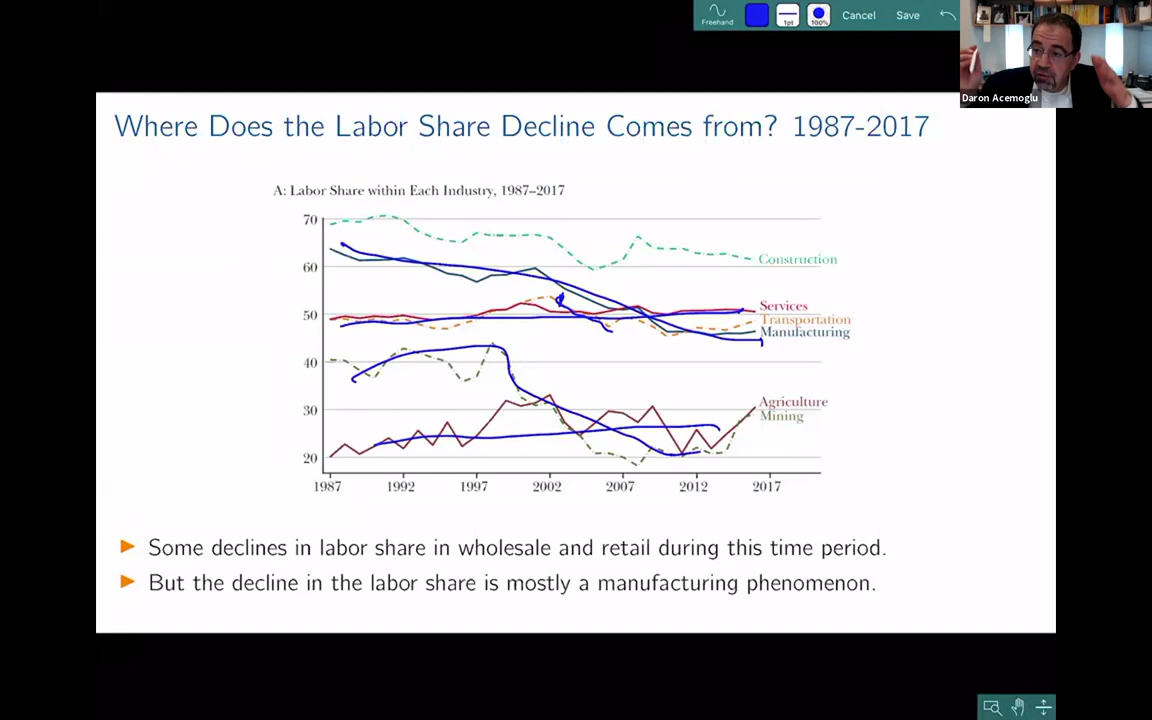 Freehand
1pt
100%
Cancel
Save
Daron Acemoglu
Where Does the Labor Share Decline Comes from? 1987-2017
A: Labor Share within Each Industry, 1987–2017
70
60
50
40
30
20
Construction
Services
Transportation
Manufacturing
Agriculture
Mining
1987 1992 1997 2002 2007 2012 2017
Some declines in labor share in wholesale and retail during this time period.
But the decline in the labor share is mostly a manufacturing phenomenon.